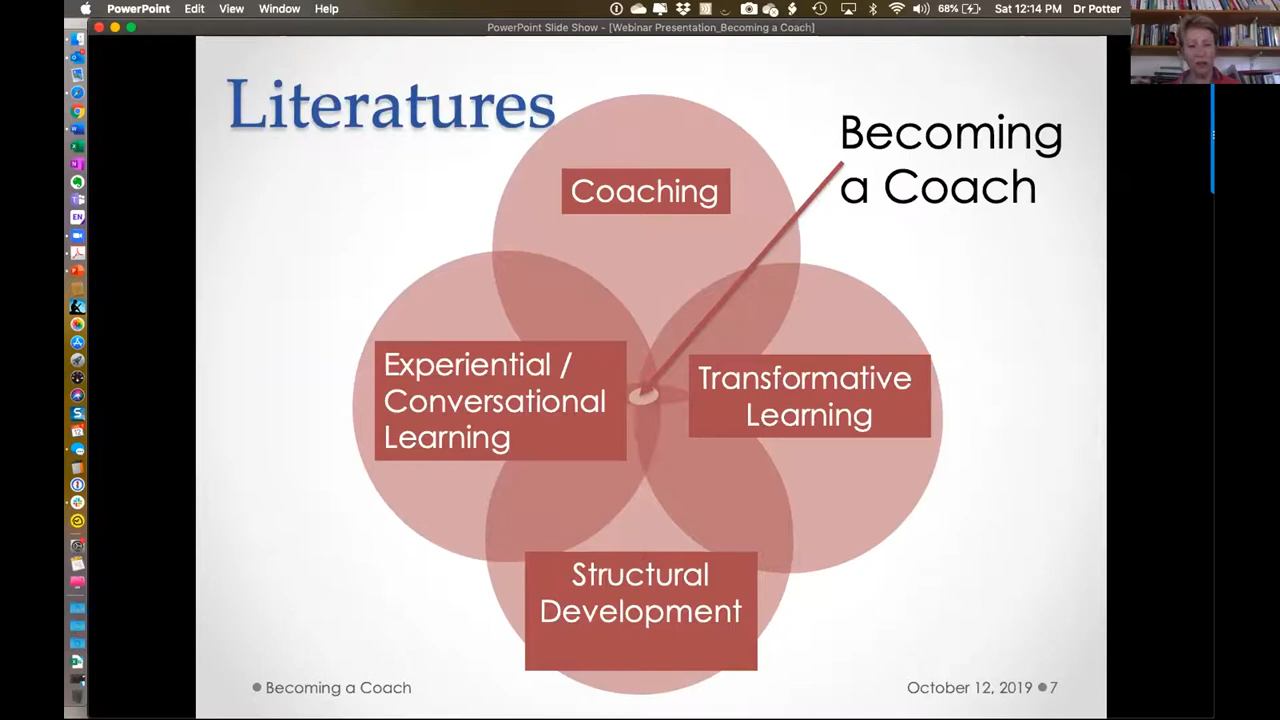 PowerPoint Edit View Window Help 68% Sat 12:14 PM Dr Potter
PowerPoint Slide Show - [Webinar Presentation_Becoming a Coach]
Literatures
Becoming
a Coach
Coaching
Experiential /
Conversational
Learning
Transformative
Learning
Structural
Development
Becoming a Coach
October 12, 2019 7
EN